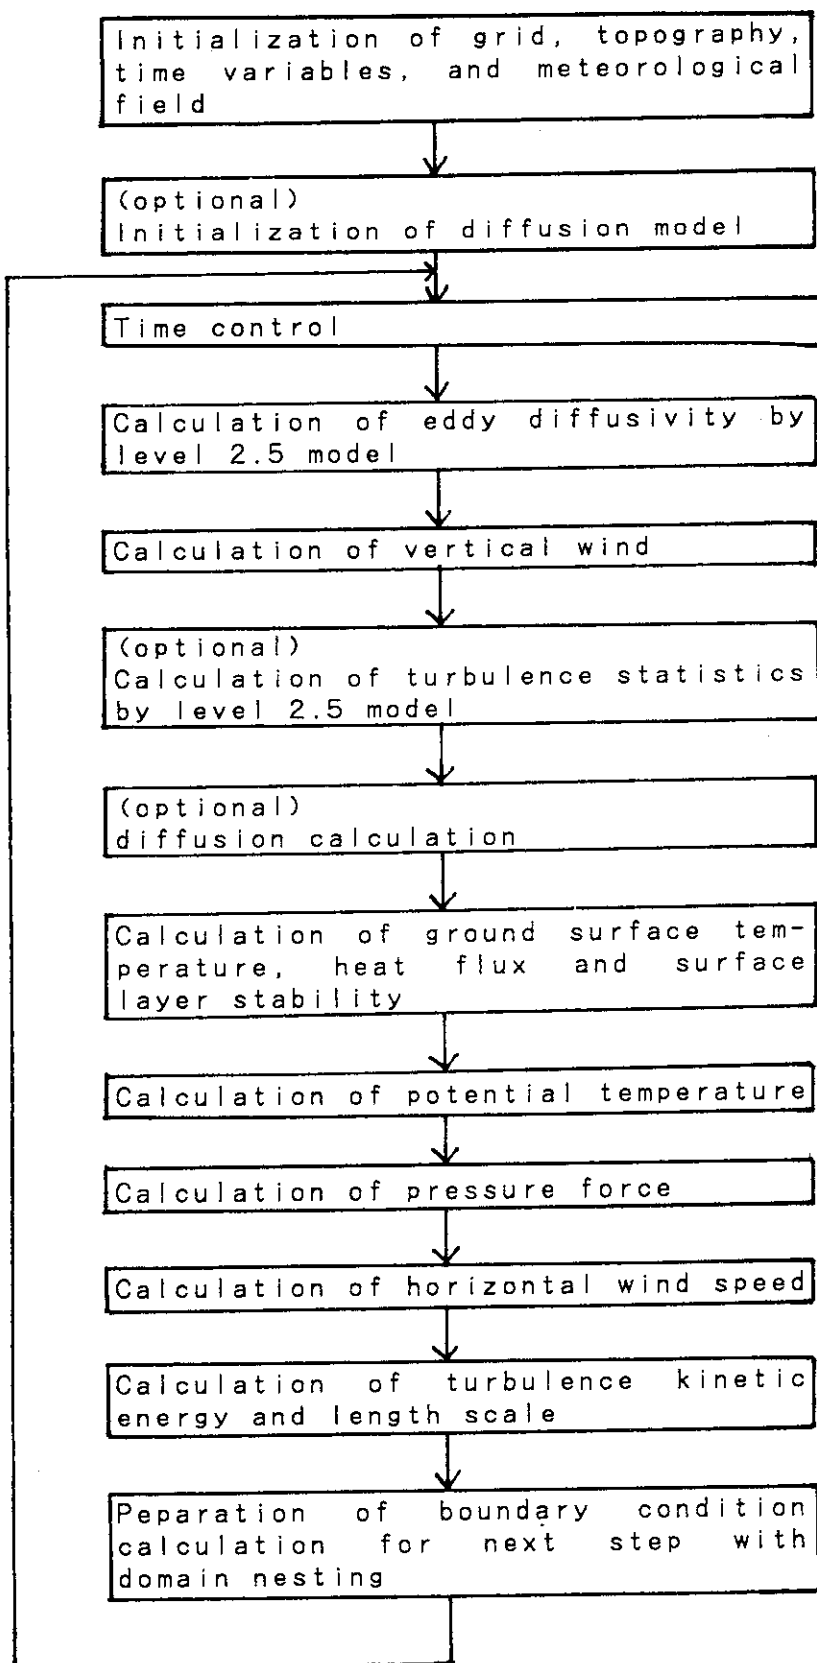 Initialization of grid, topography,
time variables, and meteorological
field
(optional)
Initialization of diffusion model
Time control
Calculation of eddy diffusivity by
level 2.5 model
Calculation of vertical wind
(optional)
Calculation of turbulence statistics
by level 2.5 model
(optional)
diffusion calculation
Calculation of ground surface tem-
perature, heat flux and surface
layer stability
Calculation of potential temperature
Calculation of pressure force
Calculation of horizontal wind speed
Calculation of turbulence kinetic
energy and length scale
Peparation of boundary condition
calculation for next step with
domain nesting